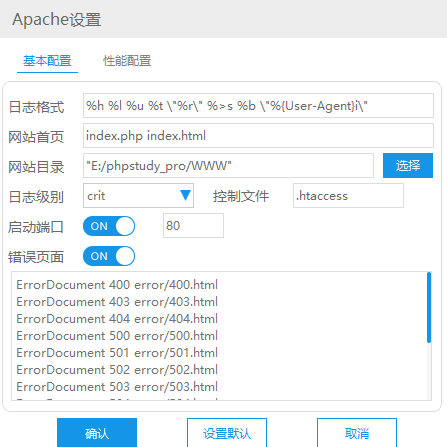 Apache设置
基本配置 性能配置
日志格式 %h %l %u %t \"%r\" %>s %b \"%{User-Agent}i\"
网站首页 index.php index.html
网站目录 "E:/phpstudy_pro/WWW" 选择
日志级别 crit 控制文件 .htaccess
启动端口 ON 80
错误页面 ON
ErrorDocument 400 error/400.html
ErrorDocument 403 error/403.html
ErrorDocument 404 error/404.html
ErrorDocument 500 error/500.html
ErrorDocument 501 error/501.html
ErrorDocument 502 error/502.html
ErrorDocument 503 error/503.html
确认 设置默认 取消